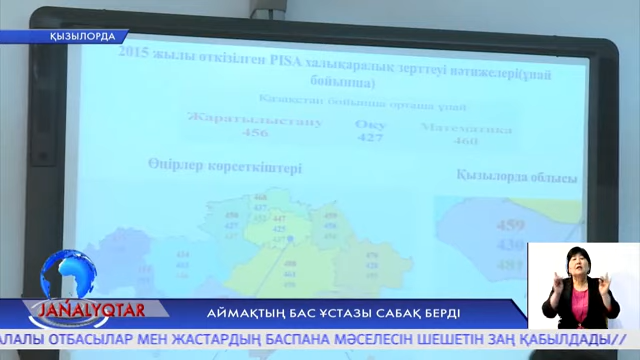 ҚЫЗЫЛОРДА
2015 жылы өткізілген PISA халықаралық зерттеуі нәтижелері(ұпай
бойынша)
Қазақстан бойынша орташа ұпай
Жаратылыстану Оқу Математика
456 427 460
Өңірлер көрсеткіштері
Қызылорда облысы
459
430
481
JAŃALYQTAR
АЙМАҚТЫҢ БАС ҰСТАЗЫ САБАҚ БЕРДІ
АЛАЛЫ ОТБАСЫЛАР МЕН ЖАСТАРДЫҢ БАСПАНА МӘСЕЛЕСІН ШЕШЕТІН ЗАҢ ҚАБЫЛДАДЫ//